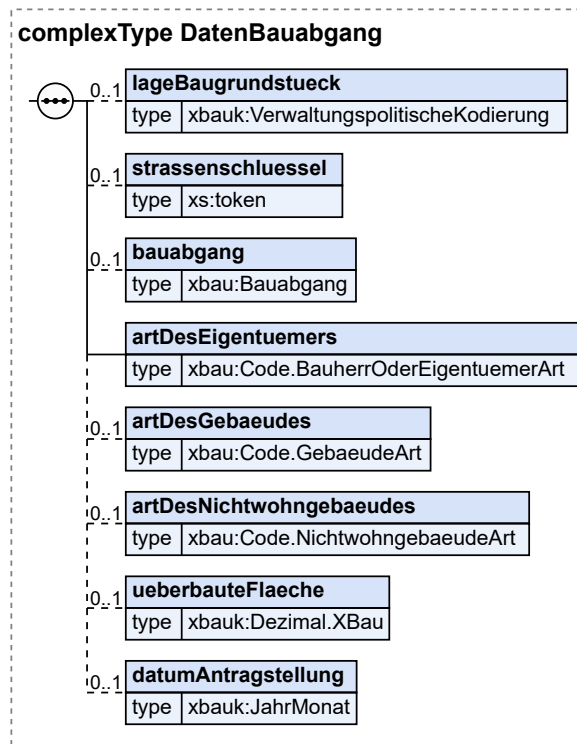 complexType DatenBauabgang
0..1 lageBaugrundstueck
type xbauk:VerwaltungspolitischeKodierung
0..1 strassenschluessel
type xs:token
0..1 bauabgang
type xbau:Bauabgang
artDesEigentuemers
type xbau:Code.BauherrOderEigentuemerArt
0..1 artDesGebaeudes
type xbau:Code.GebaeudeArt
0..1 artDesNichtwohngebaeudes
type xbau:Code.NichtwohngebaeudeArt
0..1 ueberbauteFlaeche
type xbauk:Dezimal.XBau
0..1 datumAntragstellung
type xbauk:JahrMonat